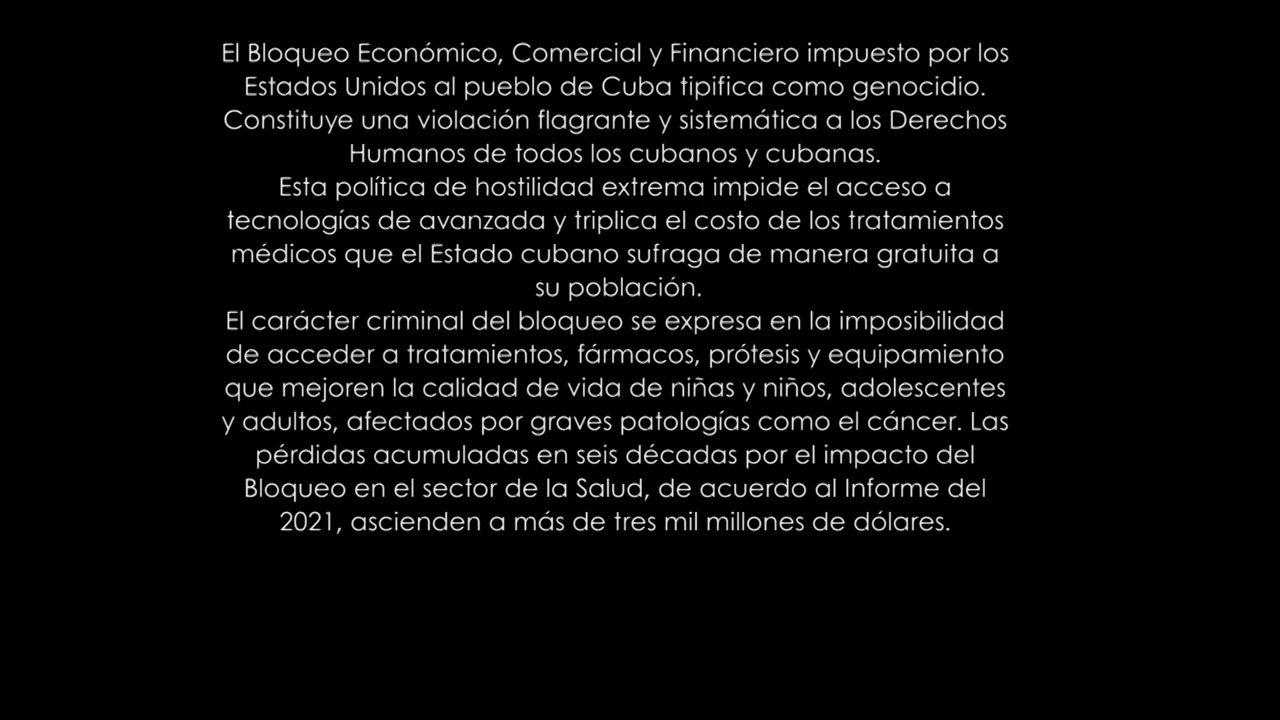 El Bloqueo Económico, Comercial y Financiero impuesto por los
Estados Unidos al pueblo de Cuba tipifica como genocidio.
Constituye una violación flagrante y sistemática a los Derechos
Humanos de todos los cubanos y cubanas.
Esta política de hostilidad extrema impide el acceso a
tecnologías de avanzada y triplica el costo de los tratamientos
médicos que el Estado cubano sufraga de manera gratuita a
su población.
El carácter criminal del bloqueo se expresa en la imposibilidad
de acceder a tratamientos, fármacos, prótesis y equipamiento
que mejoren la calidad de vida de niñas y niños, adolescentes
y adultos, afectados por graves patologías como el cáncer. Las
pérdidas acumuladas en seis décadas por el impacto del
Bloqueo en el sector de la Salud, de acuerdo al Informe del
2021, ascienden a más de tres mil millones de dólares.